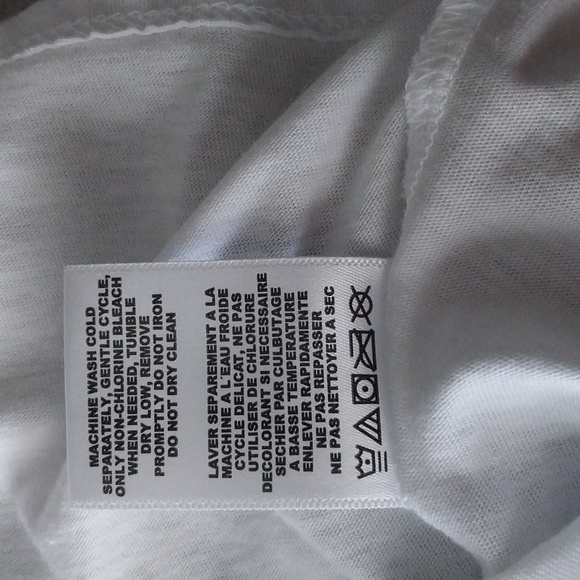 MACHINE WASH COLD
SEPARATELY, GENTLE CYCLE,
ONLY NON-CHLORINE BLEACH
WHEN NEEDED, TUMBLE
DRY LOW, REMOVE
PROMPTLY DO NOT IRON
DO NOT DRY CLEAN
LAVER SEPAREMENT A LA
MACHINE A L'EAU FROIDE
CYCLE DELICAT, NE PAS
UTILISER DE CHLORURE
DECOLORANT SI NECESSAIRE
SECHER PAR CULBUTAGE
A BASSE TEMPERATURE
ENLEVER RAPIDAMENTE
NE PAS REPASSER
NE PAS NETTOYER A SEC